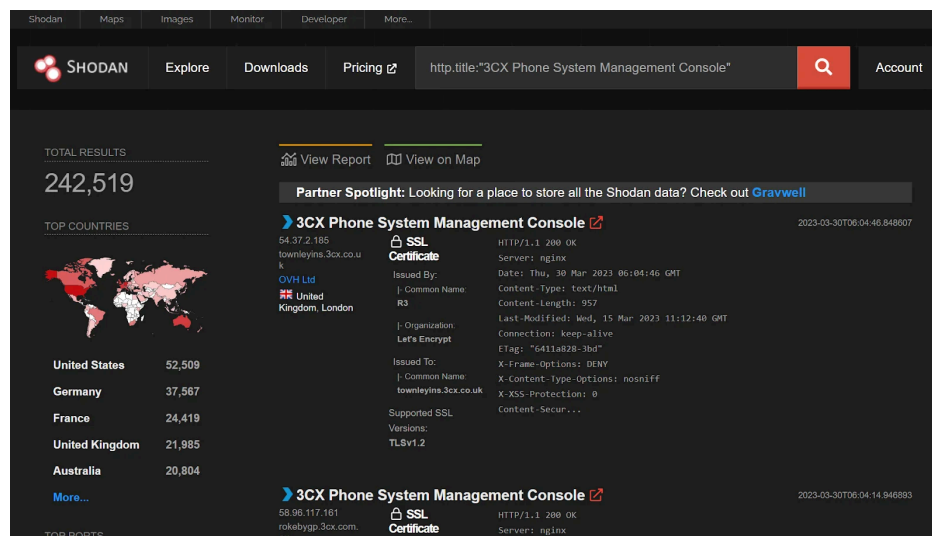 Shodan Maps Images Monitor Developer More...
SHODAN Explore Downloads Pricing http.title:"3CX Phone System Management Console" Account
TOTAL RESULTS
242,519
TOP COUNTRIES
United States 52,509
Germany 37,567
France 24,419
United Kingdom 21,985
Australia 20,804
More...
TOP PORTS
View Report View on Map
Partner Spotlight: Looking for a place to store all the Shodan data? Check out Gravwell
3CX Phone System Management Console 2023-03-30T06:04:46.848607
54.37.2.185
townleyins.3cx.co.u
k
OVH Ltd
United
Kingdom, London
SSL
Certificate
Issued By:
|- Common Name:
R3
|- Organization:
Let's Encrypt
Issued To:
|- Common Name:
townleyins.3cx.co.uk
Supported SSL
Versions:
TLSv1.2
HTTP/1.1 200 OK
Server: nginx
Date: Thu, 30 Mar 2023 06:04:46 GMT
Content-Type: text/html
Content-Length: 957
Last-Modified: Wed, 15 Mar 2023 11:12:40 GMT
Connection: keep-alive
ETag: "6411a828-3bd"
X-Frame-Options: DENY
X-Content-Type-Options: nosniff
X-XSS-Protection: 0
Content-Secur...
3CX Phone System Management Console 2023-03-30T06:04:14.946893
58.96.117.161
rokebygp.3cx.com.
SSL
Certificate
HTTP/1.1 200 OK
Server: nginx